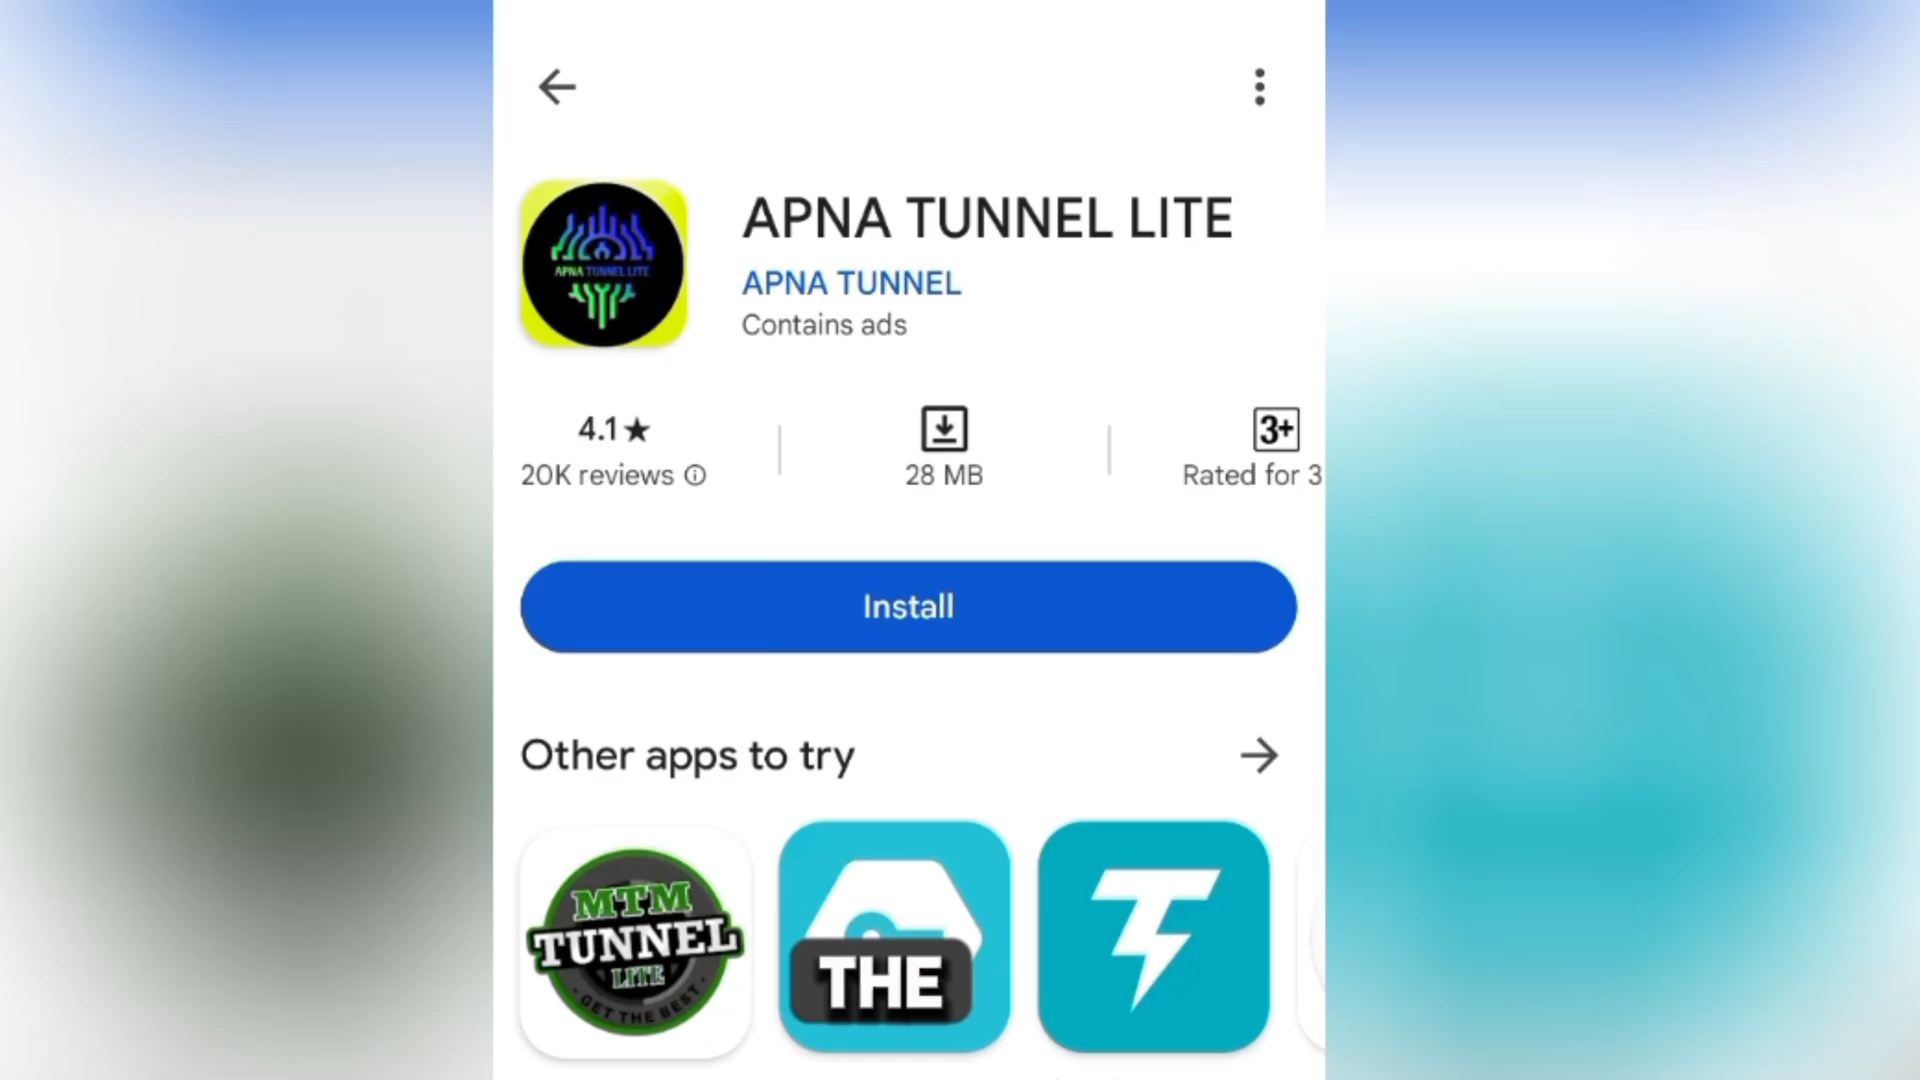 APNA TUNNEL LITE
APNA TUNNEL LITE
APNA TUNNEL
Contains ads
4.1★
20K reviews
28 MB
3+
Rated for 3
Install
Other apps to try
MTM
TUNNEL
LITE
GET THE BEST
THE